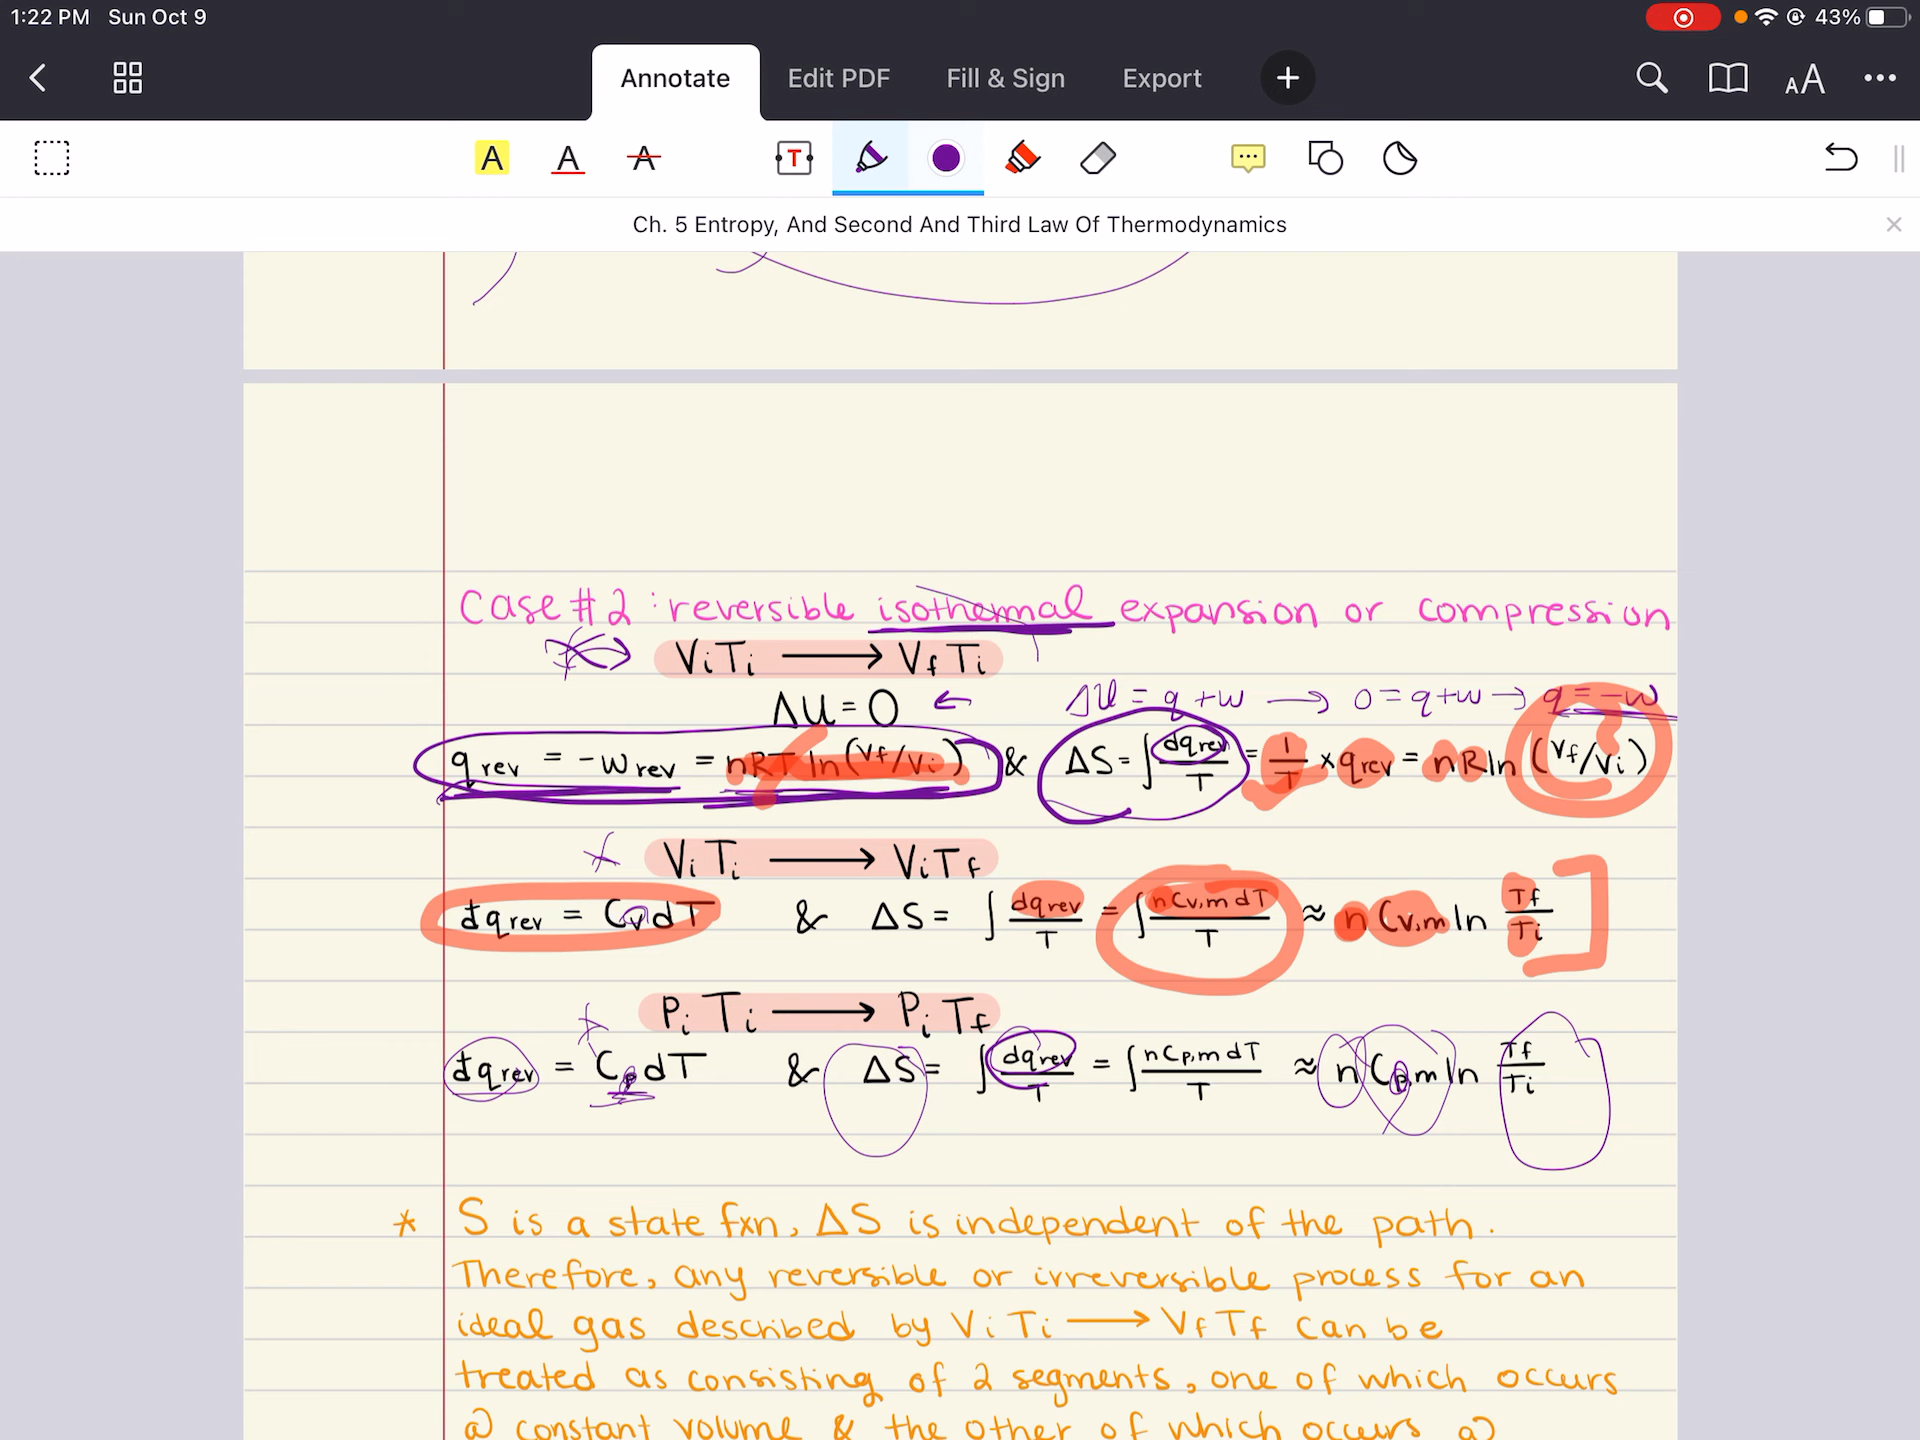 1:22 PM Sun Oct 9 43%
Annotate Edit PDF Fill & Sign Export +
A A A T AA
Ch. 5 Entropy, And Second And Third Law Of Thermodynamics
Case #2 : reversible isothermal expansion or compression
ViTi → VfTi
ΔU = 0 ← ΔU = q + w → 0 = q + w → q = -w
qrev = -wrev = nRT ln (Vf/Vi) & ΔS = ∫ dqrev/T = 1/T × qrev = nR ln (Vf/Vi)
ViTi → ViTf
đqrev = CvdT & ΔS = ∫ dqrev/T = ∫ nCv,m dT/T ≈ nCv,m ln Tf/Ti
PiTi → PiTf
đqrev = CpdT & ΔS = ∫ dqrev/T = ∫ nCp,m dT/T ≈ nCp,m ln Tf/Ti
* S is a state fxn, ΔS is independent of the path.
Therefore, any reversible or irreversible process for an
ideal gas described by ViTi → VfTf can be
treated as consisting of 2 segments, one of which occurs
@ constant volume & the other of which occurs @